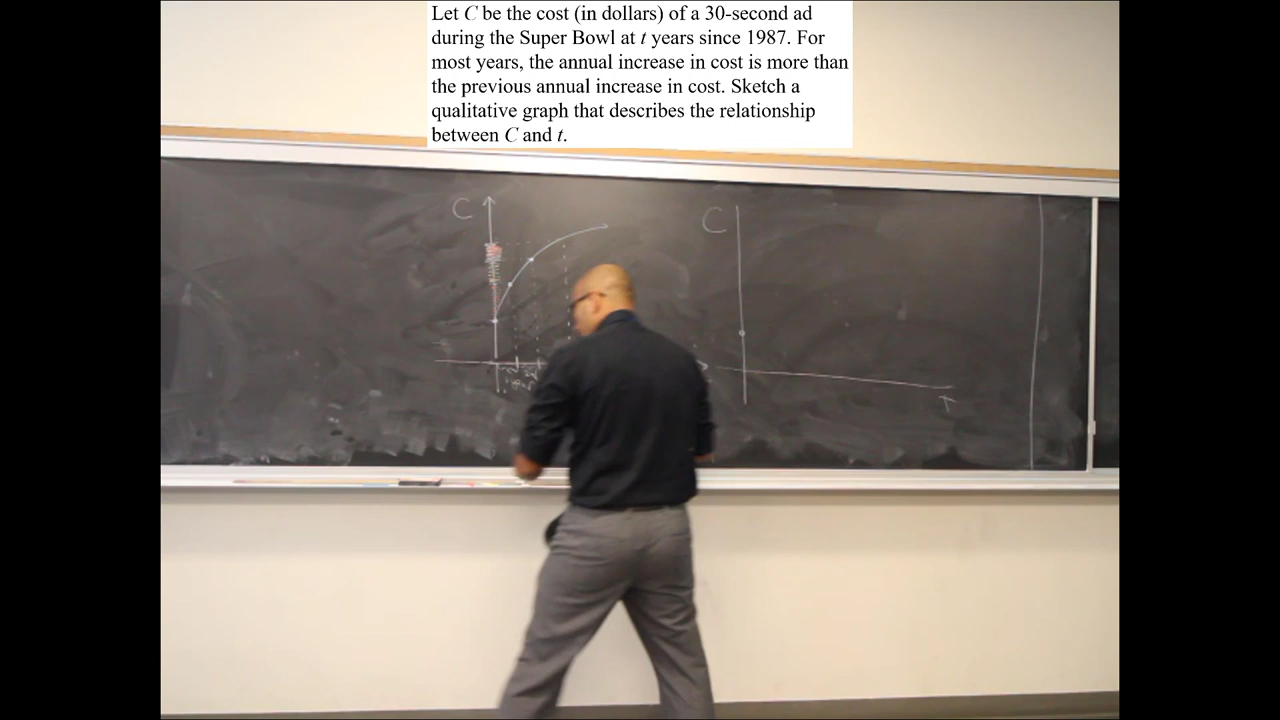 Let C be the cost (in dollars) of a 30-second ad
during the Super Bowl at t years since 1987. For
most years, the annual increase in cost is more than
the previous annual increase in cost. Sketch a
qualitative graph that describes the relationship
between C and t.
C
C
T